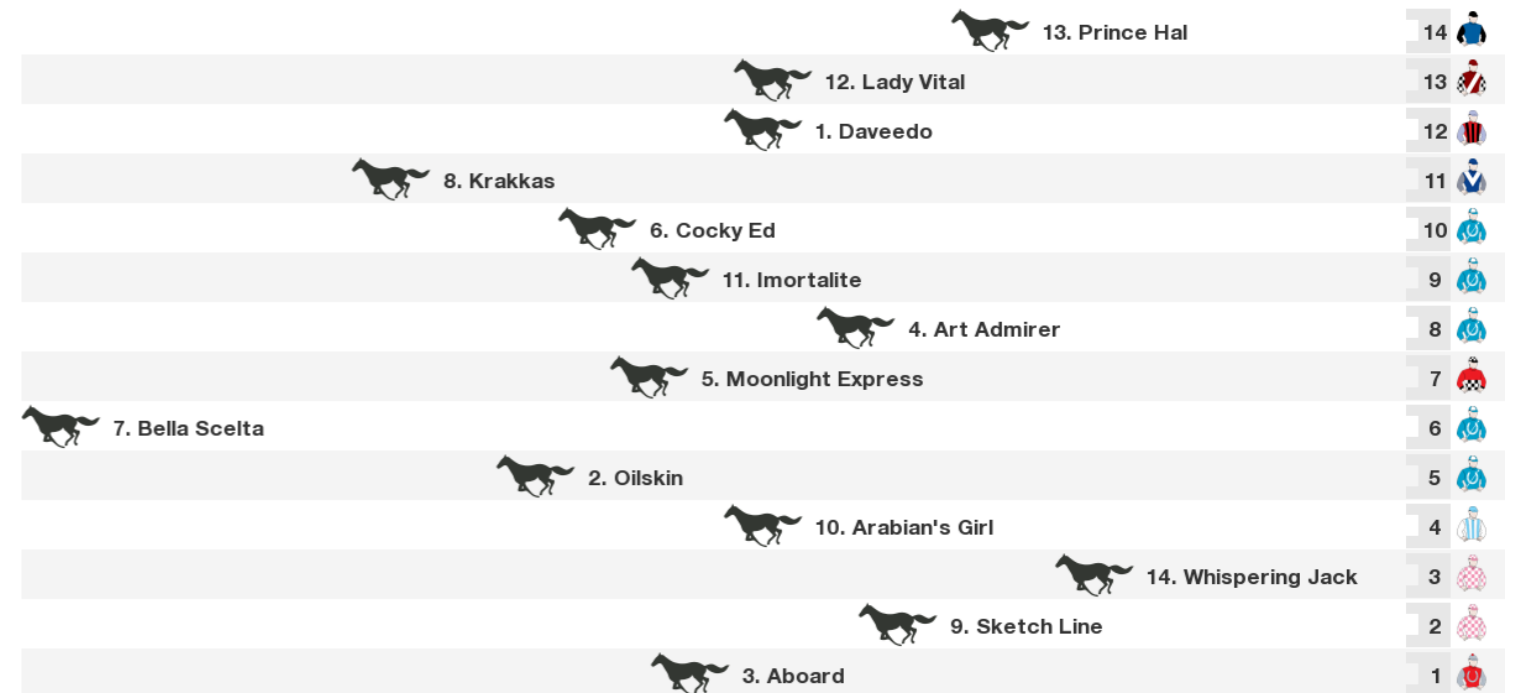 13. Prince Hal 14
12. Lady Vital 13
1. Daveedo 12
8. Krakkas 11
6. Cocky Ed 10
11. Imortalite 9
4. Art Admirer 8
5. Moonlight Express 7
7. Bella Scelta 6
2. Oilskin 5
10. Arabian's Girl 4
14. Whispering Jack 3
9. Sketch Line 2
3. Aboard 1